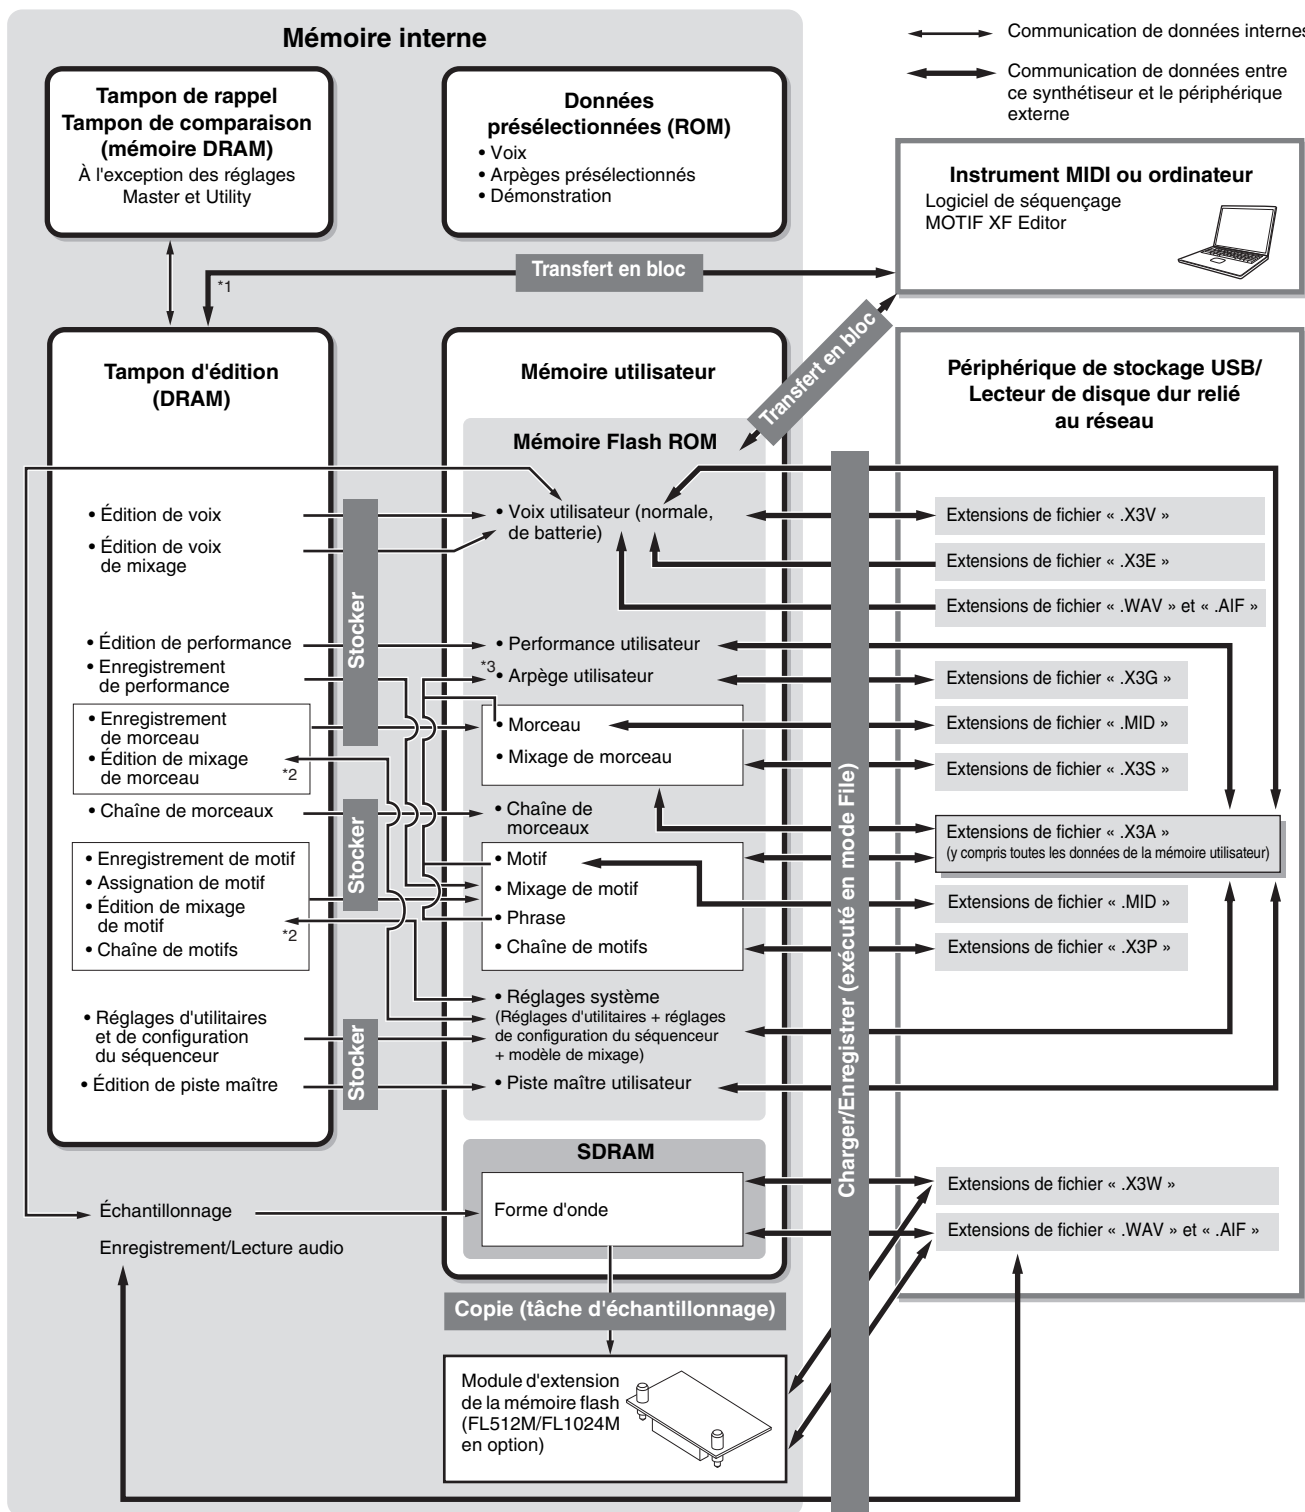 Mémoire interne
Communication de données internes
Communication de données entre
ce synthétiseur et le périphérique
externe
Tampon de rappel
Tampon de comparaison
(mémoire DRAM)
À l'exception des réglages
Master et Utility
Données
présélectionnées (ROM)
• Voix
• Arpèges présélectionnés
• Démonstration
Instrument MIDI ou ordinateur
Logiciel de séquençage
MOTIF XF Editor
Transfert en bloc
*1
Transfert en bloc
Tampon d'édition
(DRAM)
• Édition de voix
• Édition de voix
de mixage
• Édition de performance
• Enregistrement
de performance
• Enregistrement
de morceau
• Édition de mixage
de morceau
*2
• Chaîne de morceaux
• Enregistrement de motif
• Assignation de motif
• Édition de mixage
de motif
*2
• Chaîne de motifs
• Réglages d'utilitaires
et de configuration
du séquenceur
• Édition de piste maître
Stocker
Stocker
Stocker
Mémoire utilisateur
Mémoire Flash ROM
• Voix utilisateur (normale,
de batterie)
• Performance utilisateur
*3
• Arpège utilisateur
• Morceau
• Mixage de morceau
• Chaîne de
morceaux
• Motif
• Mixage de motif
• Phrase
• Chaîne de motifs
• Réglages système
(Réglages d'utilitaires + réglages
de configuration du séquenceur
+ modèle de mixage)
• Piste maître utilisateur
SDRAM
Forme d'onde
Échantillonnage
Enregistrement/Lecture audio
Copie (tâche d'échantillonnage)
Module d'extension
de la mémoire flash
(FL512M/FL1024M
en option)
Charger/Enregistrer (exécuté en mode File)
Périphérique de stockage USB/
Lecteur de disque dur relié
au réseau
Extensions de fichier « .X3V »
Extensions de fichier « .X3E »
Extensions de fichier « .WAV » et « .AIF »
Extensions de fichier « .X3G »
Extensions de fichier « .MID »
Extensions de fichier « .X3S »
Extensions de fichier « .X3A »
(y compris toutes les données de la mémoire utilisateur)
Extensions de fichier « .MID »
Extensions de fichier « .X3P »
Extensions de fichier « .X3W »
Extensions de fichier « .WAV » et « .AIF »